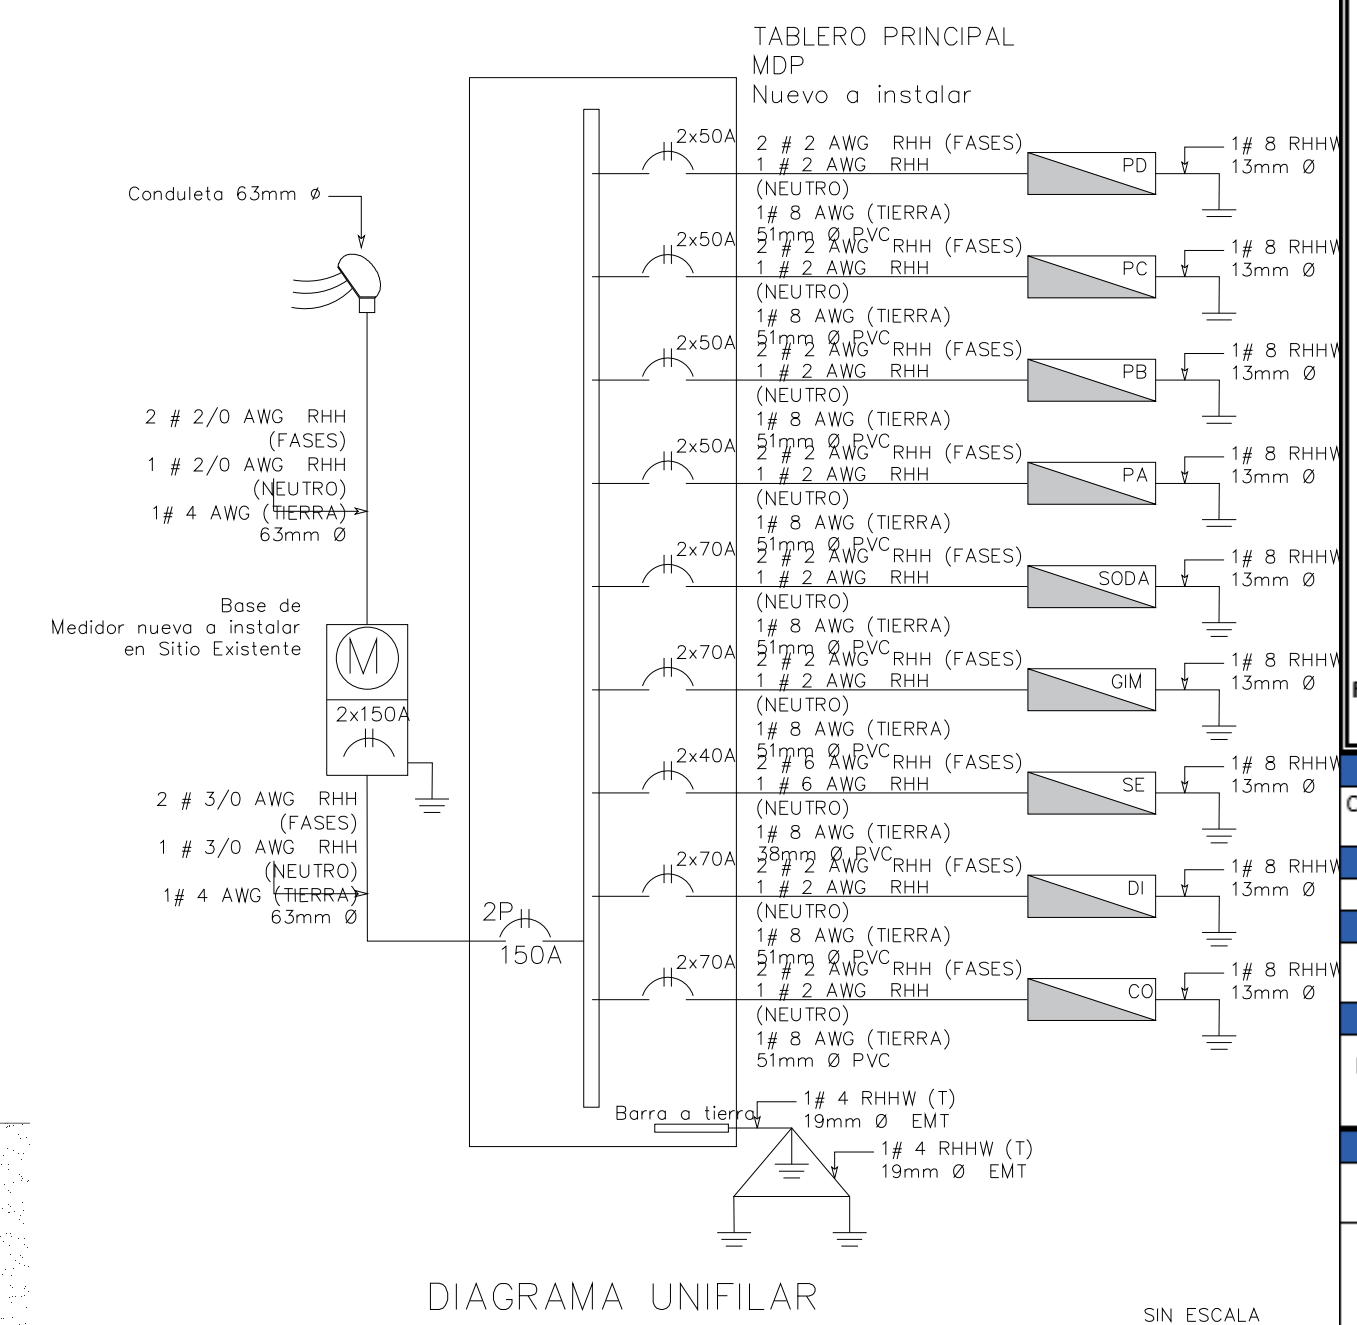 TABLERO PRINCIPAL
MDP
Nuevo a instalar
Conduleta 63mm ø
2 # 2/0 AWG RHH
(FASES)
1 # 2/0 AWG RHH
(NEUTRO)
1# 4 AWG (TIERRA)
63mm Ø
Base de
Medidor nueva a instalar
en Sitio Existente
M
2x150A
2 # 3/0 AWG RHH
(FASES)
1 # 3/0 AWG RHH
(NEUTRO)
1# 4 AWG (TIERRA)
63mm Ø
2P
150A
2x50A
2 # 2 AWG RHH (FASES)
1 # 2 AWG RHH
(NEUTRO)
1# 8 AWG (TIERRA)
51mm Ø PVC
PD
1# 8 RHHW
13mm Ø
2x50A
2 # 2 AWG RHH (FASES)
1 # 2 AWG RHH
(NEUTRO)
1# 8 AWG (TIERRA)
51mm Ø PVC
PC
1# 8 RHHW
13mm Ø
2x50A
2 # 2 AWG RHH (FASES)
1 # 2 AWG RHH
(NEUTRO)
1# 8 AWG (TIERRA)
51mm Ø PVC
PB
1# 8 RHHW
13mm Ø
2x50A
2 # 2 AWG RHH (FASES)
1 # 2 AWG RHH
(NEUTRO)
1# 8 AWG (TIERRA)
51mm Ø PVC
PA
1# 8 RHHW
13mm Ø
2x70A
2 # 2 AWG RHH (FASES)
1 # 2 AWG RHH
(NEUTRO)
1# 8 AWG (TIERRA)
51mm Ø PVC
SODA
1# 8 RHHW
13mm Ø
2x70A
2 # 2 AWG RHH (FASES)
1 # 2 AWG RHH
(NEUTRO)
1# 8 AWG (TIERRA)
51mm Ø PVC
GIM
1# 8 RHHW
13mm Ø
2x40A
2 # 6 AWG RHH (FASES)
1 # 6 AWG RHH
(NEUTRO)
1# 8 AWG (TIERRA)
38mm Ø PVC
SE
1# 8 RHHW
13mm Ø
2x70A
2 # 2 AWG RHH (FASES)
1 # 2 AWG RHH
(NEUTRO)
1# 8 AWG (TIERRA)
51mm Ø PVC
DI
1# 8 RHHW
13mm Ø
2x70A
2 # 2 AWG RHH (FASES)
1 # 2 AWG RHH
(NEUTRO)
1# 8 AWG (TIERRA)
51mm Ø PVC
CO
1# 8 RHHW
13mm Ø
Barra a tierra
1# 4 RHHW (T)
19mm Ø EMT
1# 4 RHHW (T)
19mm Ø EMT
DIAGRAMA UNIFILAR
SIN ESCALA